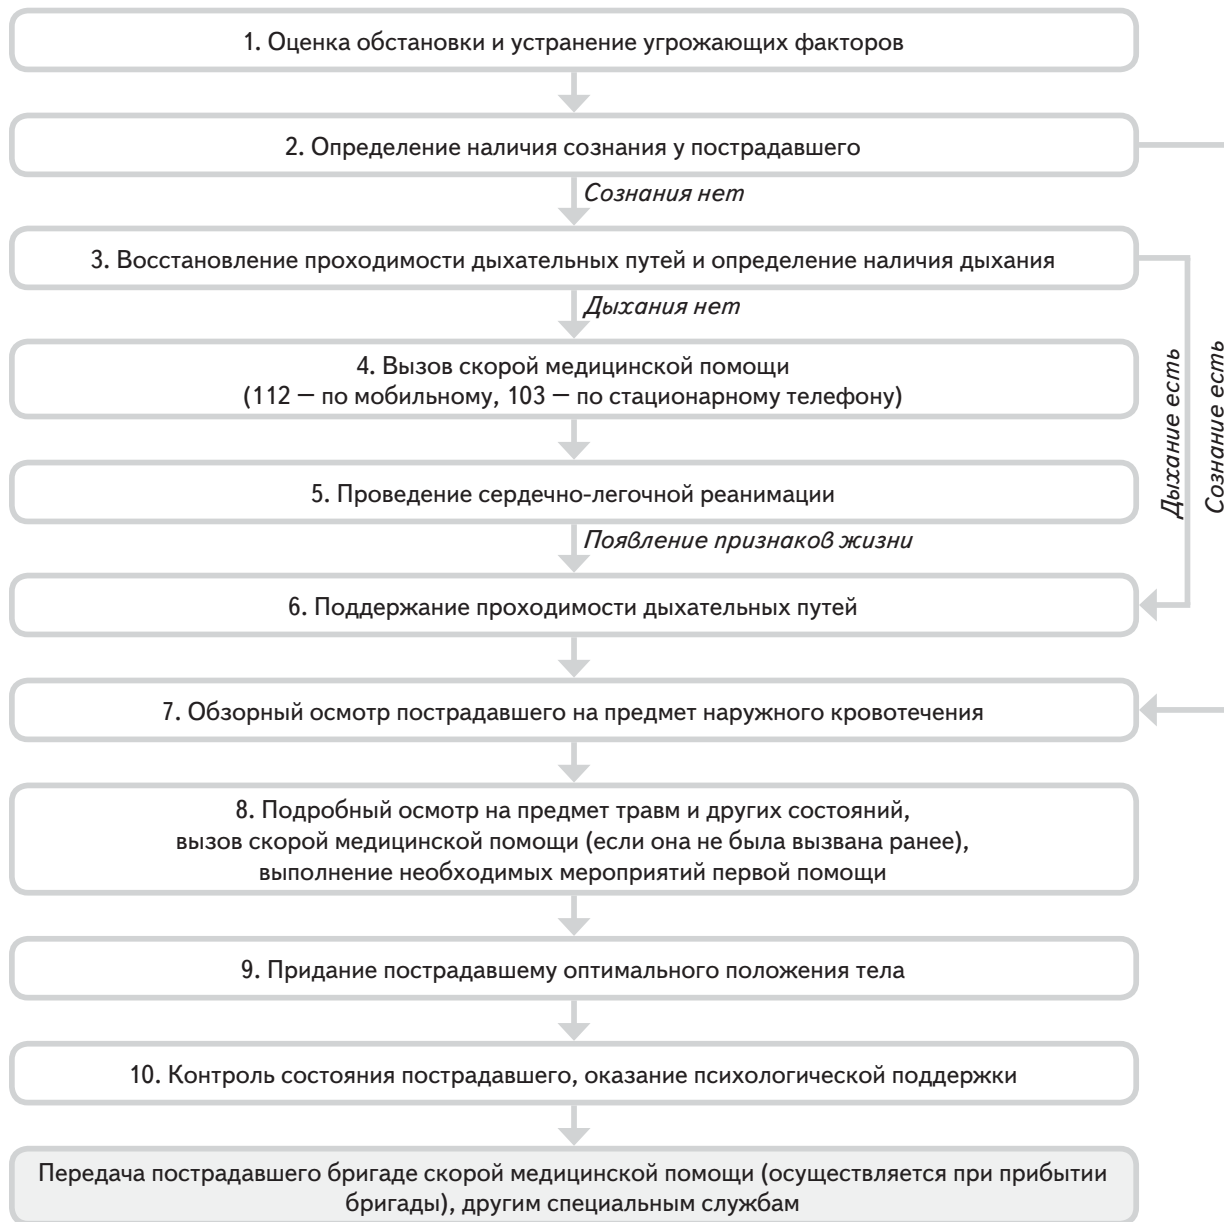 1. Оценка обстановки и устранение угрожающих факторов
2. Определение наличия сознания у пострадавшего
Сознания нет
3. Восстановление проходимости дыхательных путей и определение наличия дыхания
Дыхания нет
4. Вызов скорой медицинской помощи
(112 — по мобильному, 103 — по стационарному телефону)
Дыхание есть
Сознание есть
5. Проведение сердечно-легочной реанимации
Появление признаков жизни
6. Поддержание проходимости дыхательных путей
7. Обзорный осмотр пострадавшего на предмет наружного кровотечения
8. Подробный осмотр на предмет травм и других состояний,
вызов скорой медицинской помощи (если она не была вызвана ранее),
выполнение необходимых мероприятий первой помощи
9. Придание пострадавшему оптимального положения тела
10. Контроль состояния пострадавшего, оказание психологической поддержки
Передача пострадавшего бригаде скорой медицинской помощи (осуществляется при прибытии
бригады), другим специальным службам